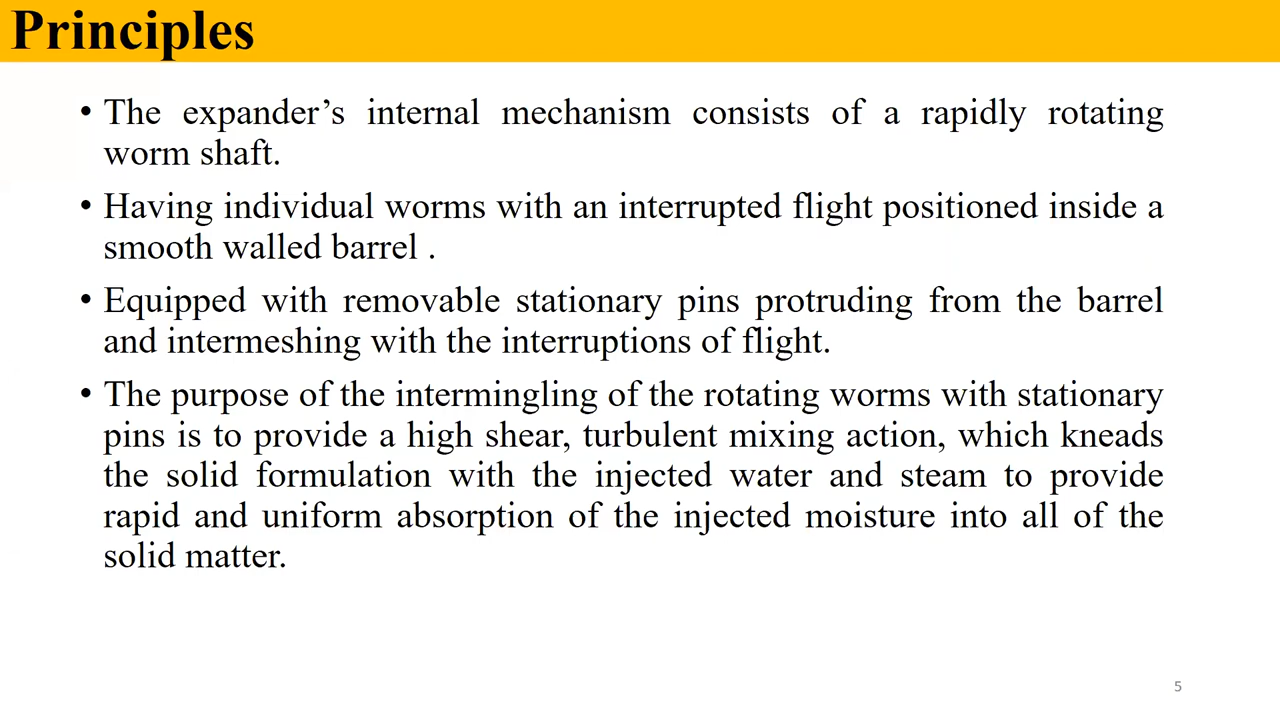 Principles
• The expander’s internal mechanism consists of a rapidly rotating
worm shaft.
• Having individual worms with an interrupted flight positioned inside a
smooth walled barrel .
• Equipped with removable stationary pins protruding from the barrel
and intermeshing with the interruptions of flight.
• The purpose of the intermingling of the rotating worms with stationary
pins is to provide a high shear, turbulent mixing action, which kneads
the solid formulation with the injected water and steam to provide
rapid and uniform absorption of the injected moisture into all of the
solid matter.
5